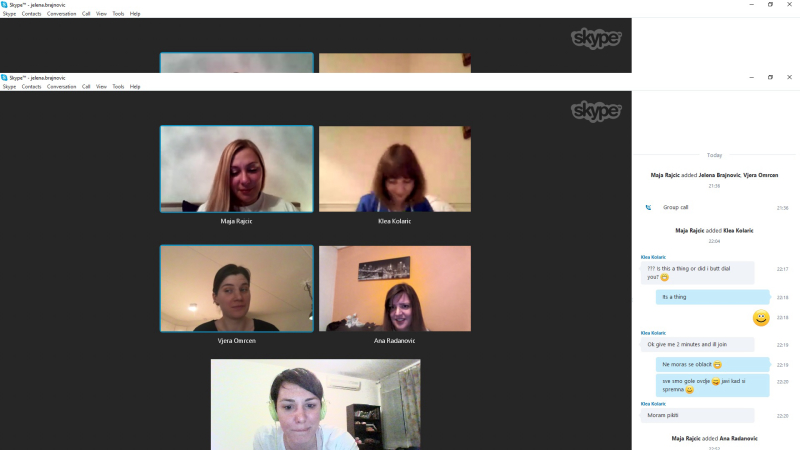 Skype™ - jelena.brajnovic
Skype Contacts Conversation Call View Tools Help
skype
Skype™ - jelena.brajnovic
Skype Contacts Conversation Call View Tools Help
skype
Maja Rajcic
Klea Kolaric
Vjera Omrcen
Ana Radanovic
Today
Maja Rajcic added Jelena Brajnovic, Vjera Omrcen
21:56
Group call 21:56
Maja Rajcic added Klea Kolaric
22:04
Klea Kolaric
??? is this a thing or did i butt dial 22:17
you?
Its a thing 22:18
22:18
Klea Kolaric
Ok give me 2 minutes and ill join 22:19
Ne moras se oblacit 22:19
sve smo gole ovdje javi kad si 22:20
spremna
Klea Kolaric
Moram pikiti 22:20
Maja Rajcic added Ana Radanovic